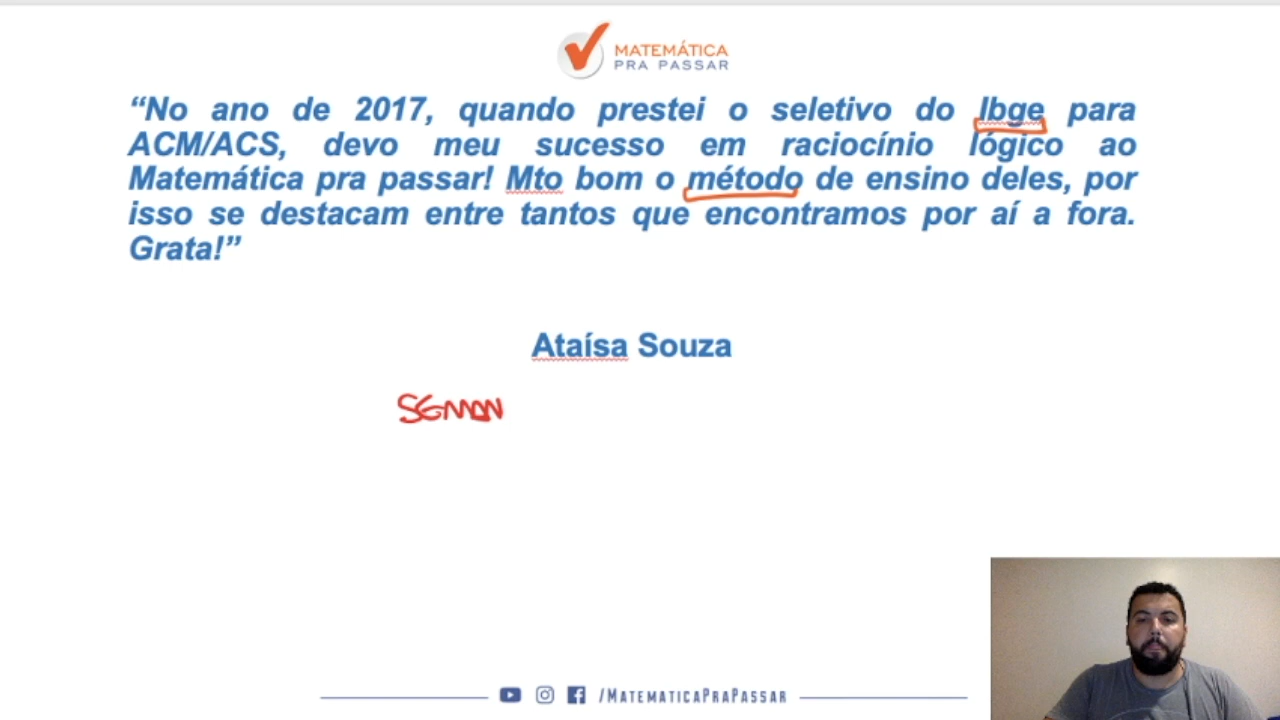 MATEMÁTICA
PRA PASSAR
“No ano de 2017, quando prestei o seletivo do Ibge para
ACM/ACS, devo meu sucesso em raciocínio lógico ao
Matemática pra passar! Mto bom o método de ensino deles, por
isso se destacam entre tantos que encontramos por aí a fora.
Grata!”
Ataísa Souza
/MATEMATICAPRAPASSAR